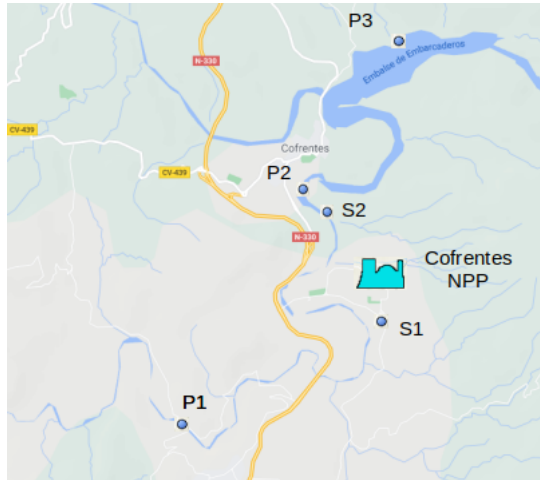 P3
Embalse de Embarcaderos
N-330
CV-439
Cofrentes
CV-439
P2
S2
N-330
Cofrentes
NPP
S1
P1